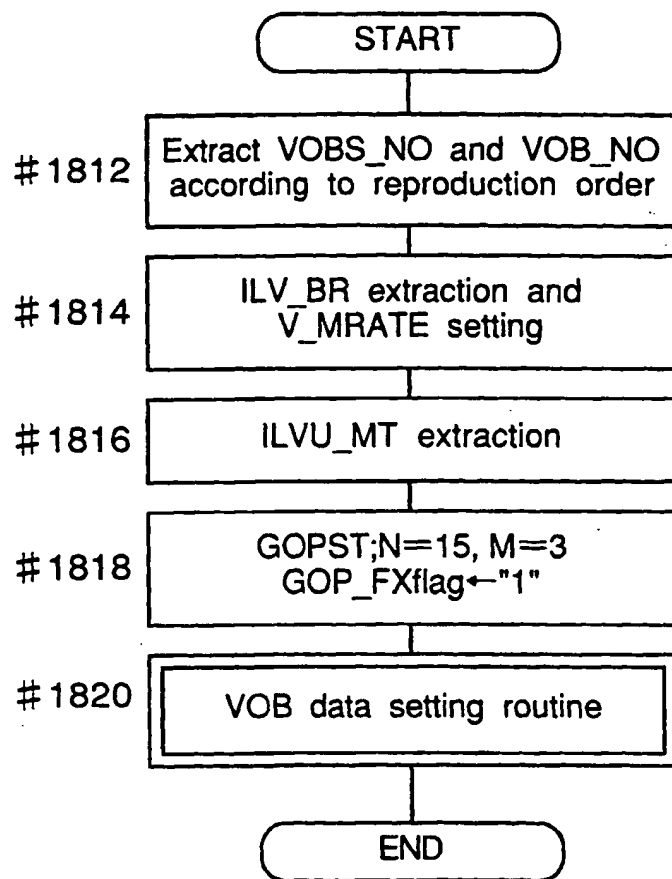 START
#1812
Extract VOBS_NO and VOB_NO
according to reproduction order
#1814
ILV_BR extraction and
V_MRATE setting
#1816
ILVU_MT extraction
#1818
GOPST;N=15, M=3
GOP_FXflag←"1"
#1820
VOB data setting routine
END